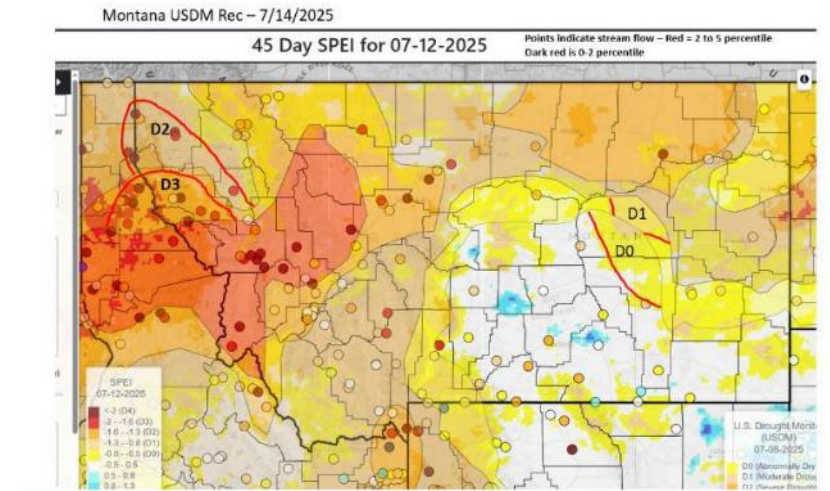 Montana USDM Rec – 7/14/2025
45 Day SPEI for 07-12-2025
Points indicate stream flow – Red = 2 to 5 percentile
Dark red is 0-2 percentile
D2
D3
D1
D0
SPEI
07-12-2025
<-2 (D4)
-2 - -1.6 (D3)
-1.6 - -1.3 (D2)
-1.3 - -0.8 (D1)
-0.8 - -0.5 (D0)
-0.5 - 0.5
0.5 - 0.8
0.8 - 1.3
U.S. Drought Monit
(USDM)
07-08-2025
D0 (Abnormally Dry
D1 (Moderate Drou